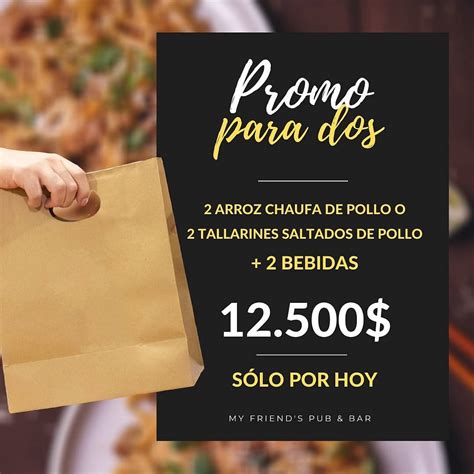 Promo
para dos
2 ARROZ CHAUFA DE POLLO O
2 TALLARINES SALTADOS DE POLLO
+ 2 BEBIDAS
12.500$
SÓLO POR HOY
MY FRIEND'S PUB & BAR